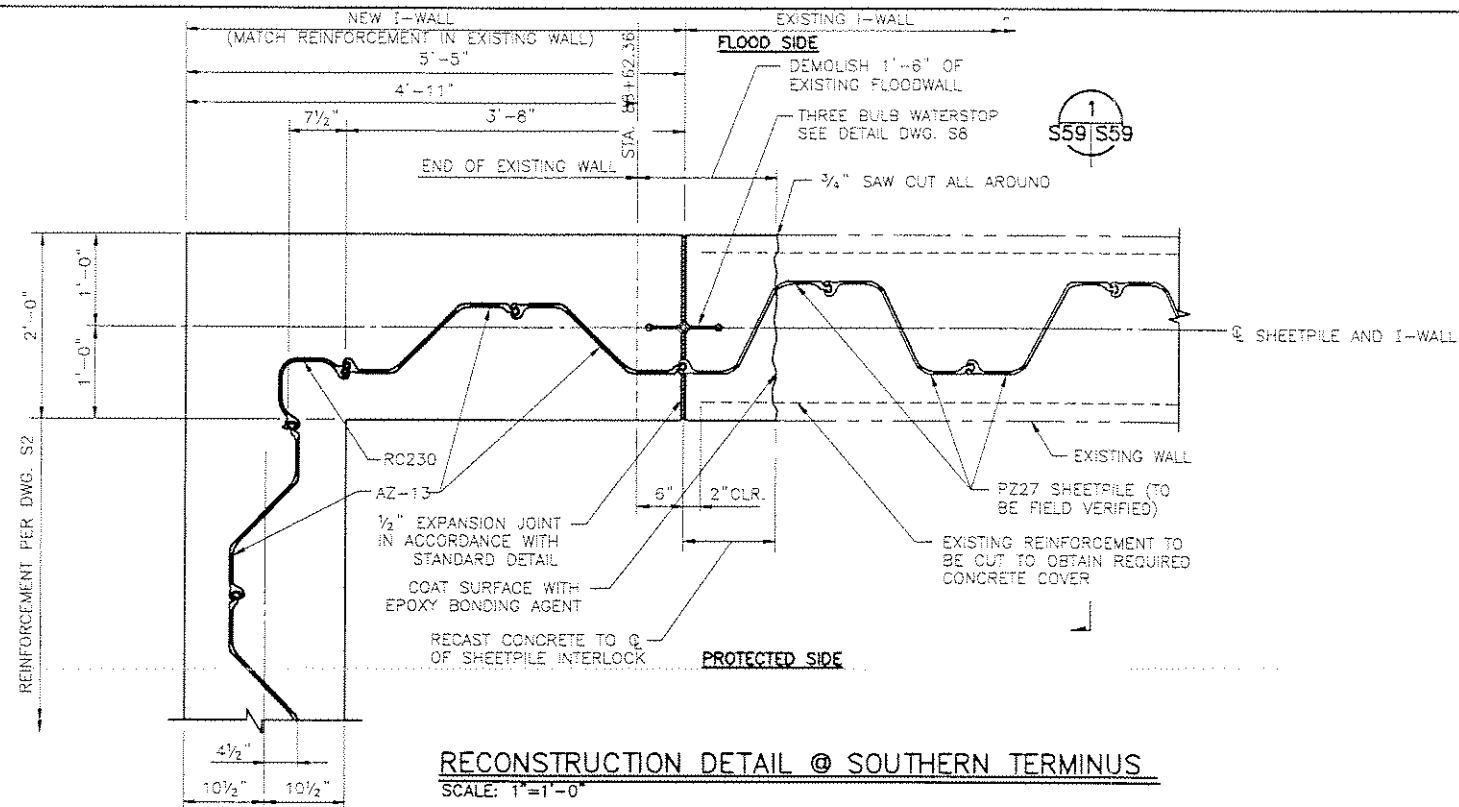 NEW I-WALL
(MATCH REINFORCEMENT IN EXISTING WALL)
EXISTING I-WALL
FLOOD SIDE
5'-5"
4'-11"
7½"
3'-8"
DEMOLISH 1'-6" OF
EXISTING FLOODWALL
THREE BULB WATERSTOP
SEE DETAIL DWG. S8
1
S59 S59
END OF EXISTING WALL
¾" SAW CUT ALL AROUND
2'-0"
1'-0"
1'-0"
℄ SHEETPILE AND I-WALL
REINFORCEMENT PER DWG. S2
RC230
AZ-13
6"
2"CLR.
EXISTING WALL
PZ27 SHEETPILE (TO
BE FIELD VERIFIED)
½" EXPANSION JOINT
IN ACCORDANCE WITH
STANDARD DETAIL
EXISTING REINFORCEMENT TO
BE CUT TO OBTAIN REQUIRED
CONCRETE COVER
COAT SURFACE WITH
EPOXY BONDING AGENT
RECAST CONCRETE TO ℄
OF SHEETPILE INTERLOCK
PROTECTED SIDE
4½"
10½"
10½"
RECONSTRUCTION DETAIL @ SOUTHERN TERMINUS
SCALE: 1"=1'-0"